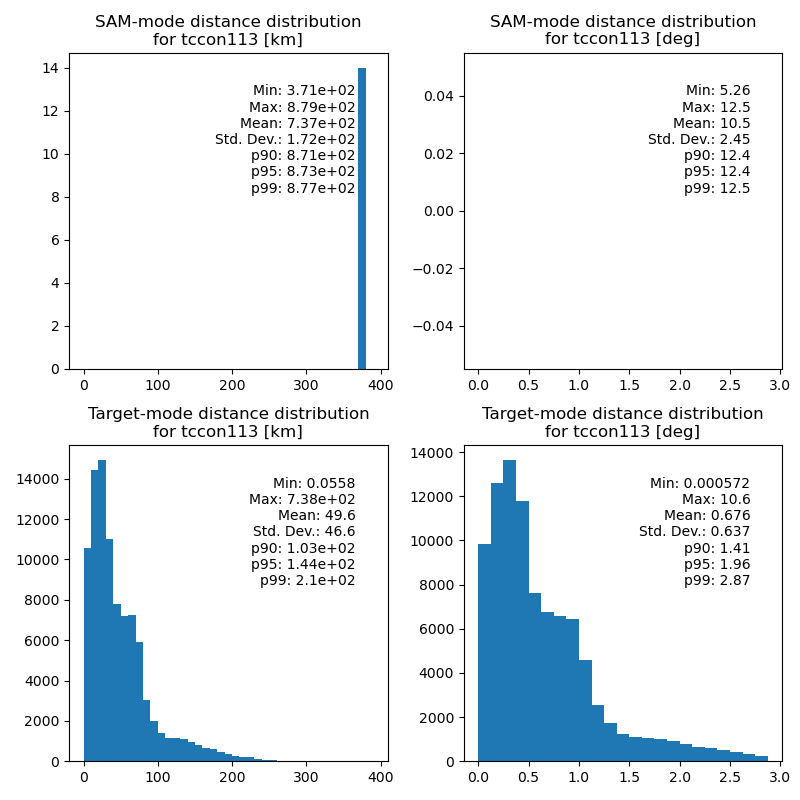 SAM-mode distance distribution
for tccon113 [km]
14
12
10
8
6
4
2
0
Min: 3.71e+02
Max: 8.79e+02
Mean: 7.37e+02
Std. Dev.: 1.72e+02
p90: 8.71e+02
p95: 8.73e+02
p99: 8.77e+02
0
100
200
300
400
SAM-mode distance distribution
for tccon113 [deg]
0.04
0.02
0.00
−0.02
−0.04
Min: 5.26
Max: 12.5
Mean: 10.5
Std. Dev.: 2.45
p90: 12.4
p95: 12.4
p99: 12.5
0.0
0.5
1.0
1.5
2.0
2.5
3.0
Target-mode distance distribution
for tccon113 [km]
14000
12000
10000
8000
6000
4000
2000
0
Min: 0.0558
Max: 7.38e+02
Mean: 49.6
Std. Dev.: 46.6
p90: 1.03e+02
p95: 1.44e+02
p99: 2.1e+02
0
100
200
300
400
Target-mode distance distribution
for tccon113 [deg]
14000
12000
10000
8000
6000
4000
2000
0
Min: 0.000572
Max: 10.6
Mean: 0.676
Std. Dev.: 0.637
p90: 1.41
p95: 1.96
p99: 2.87
0.0
0.5
1.0
1.5
2.0
2.5
3.0